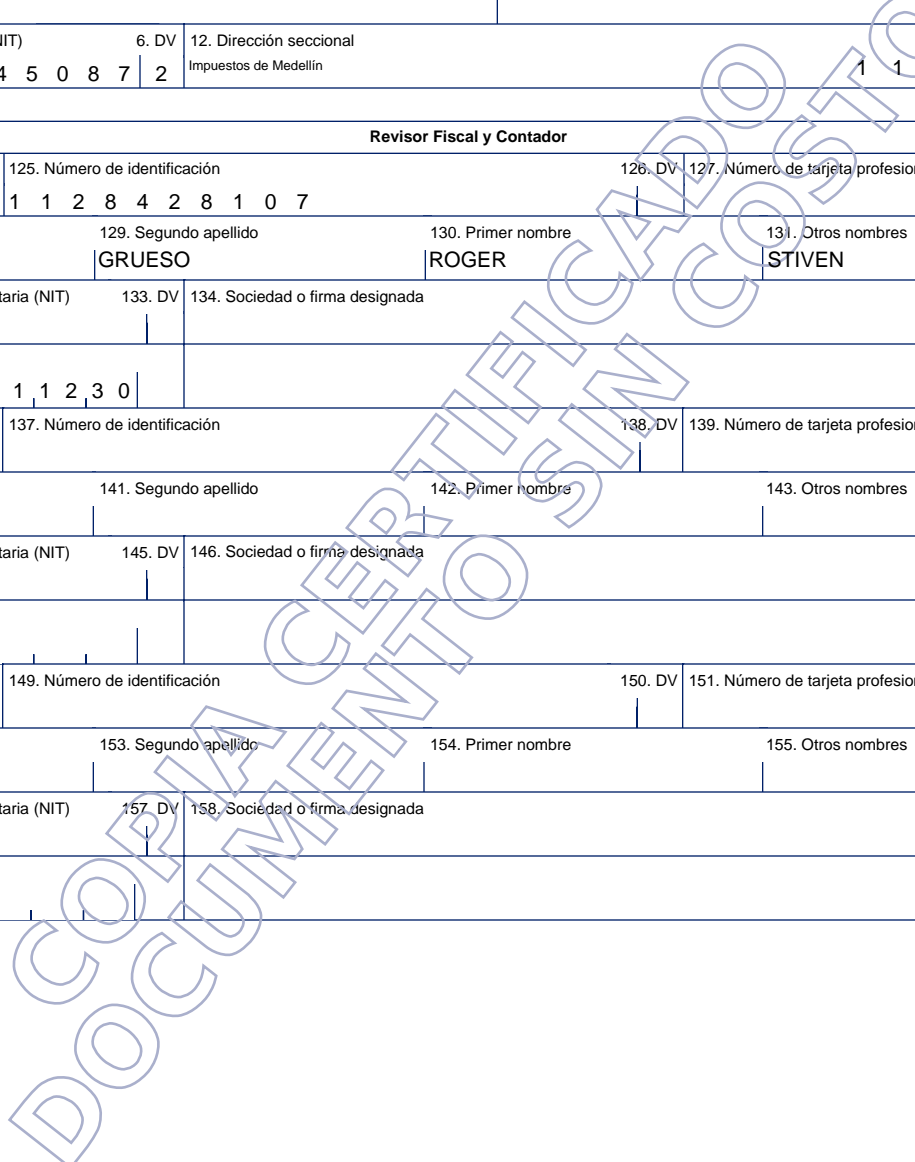 NIT) 6. DV 12. Dirección seccional
4 5 0 8 7 2 Impuestos de Medellín 1 1
Revisor Fiscal y Contador
125. Número de identificación 126. DV 127. Número de tarjeta profesion
1 1 2 8 4 2 8 1 0 7
129. Segundo apellido 130. Primer nombre 131. Otros nombres
GRUESO ROGER STIVEN
taria (NIT) 133. DV 134. Sociedad o firma designada
1 1 2 3 0
137. Número de identificación 138. DV 139. Número de tarjeta profesion
141. Segundo apellido 142. Primer nombre 143. Otros nombres
taria (NIT) 145. DV 146. Sociedad o firma designada
149. Número de identificación 150. DV 151. Número de tarjeta profesion
153. Segundo apellido 154. Primer nombre 155. Otros nombres
taria (NIT) 157. DV 158. Sociedad o firma designada
COPIA CERTIFICADO
DOCUMENTO SIN COSTO